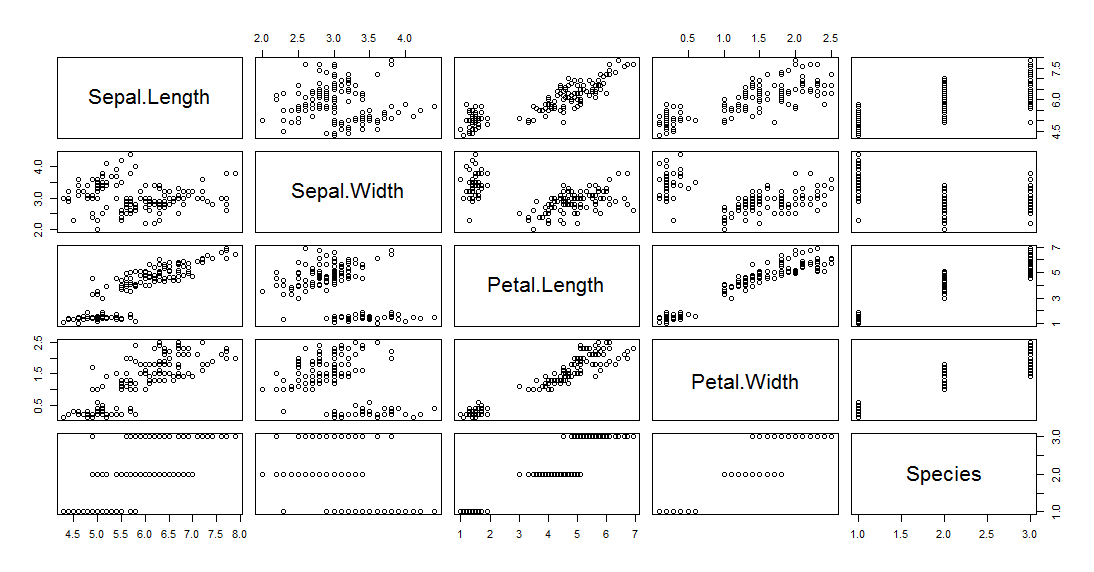 2.0 2.5 3.0 3.5 4.0
0.5 1.0 1.5 2.0 2.5
Sepal.Length
4.5 6.0 7.5
2.0 3.0 4.0
Sepal.Width
Petal.Length
1 3 5 7
0.5 1.5 2.5
Petal.Width
Species
1.0 2.0 3.0
4.5 5.0 5.5 6.0 6.5 7.0 7.5 8.0
1 2 3 4 5 6 7
1.0 1.5 2.0 2.5 3.0